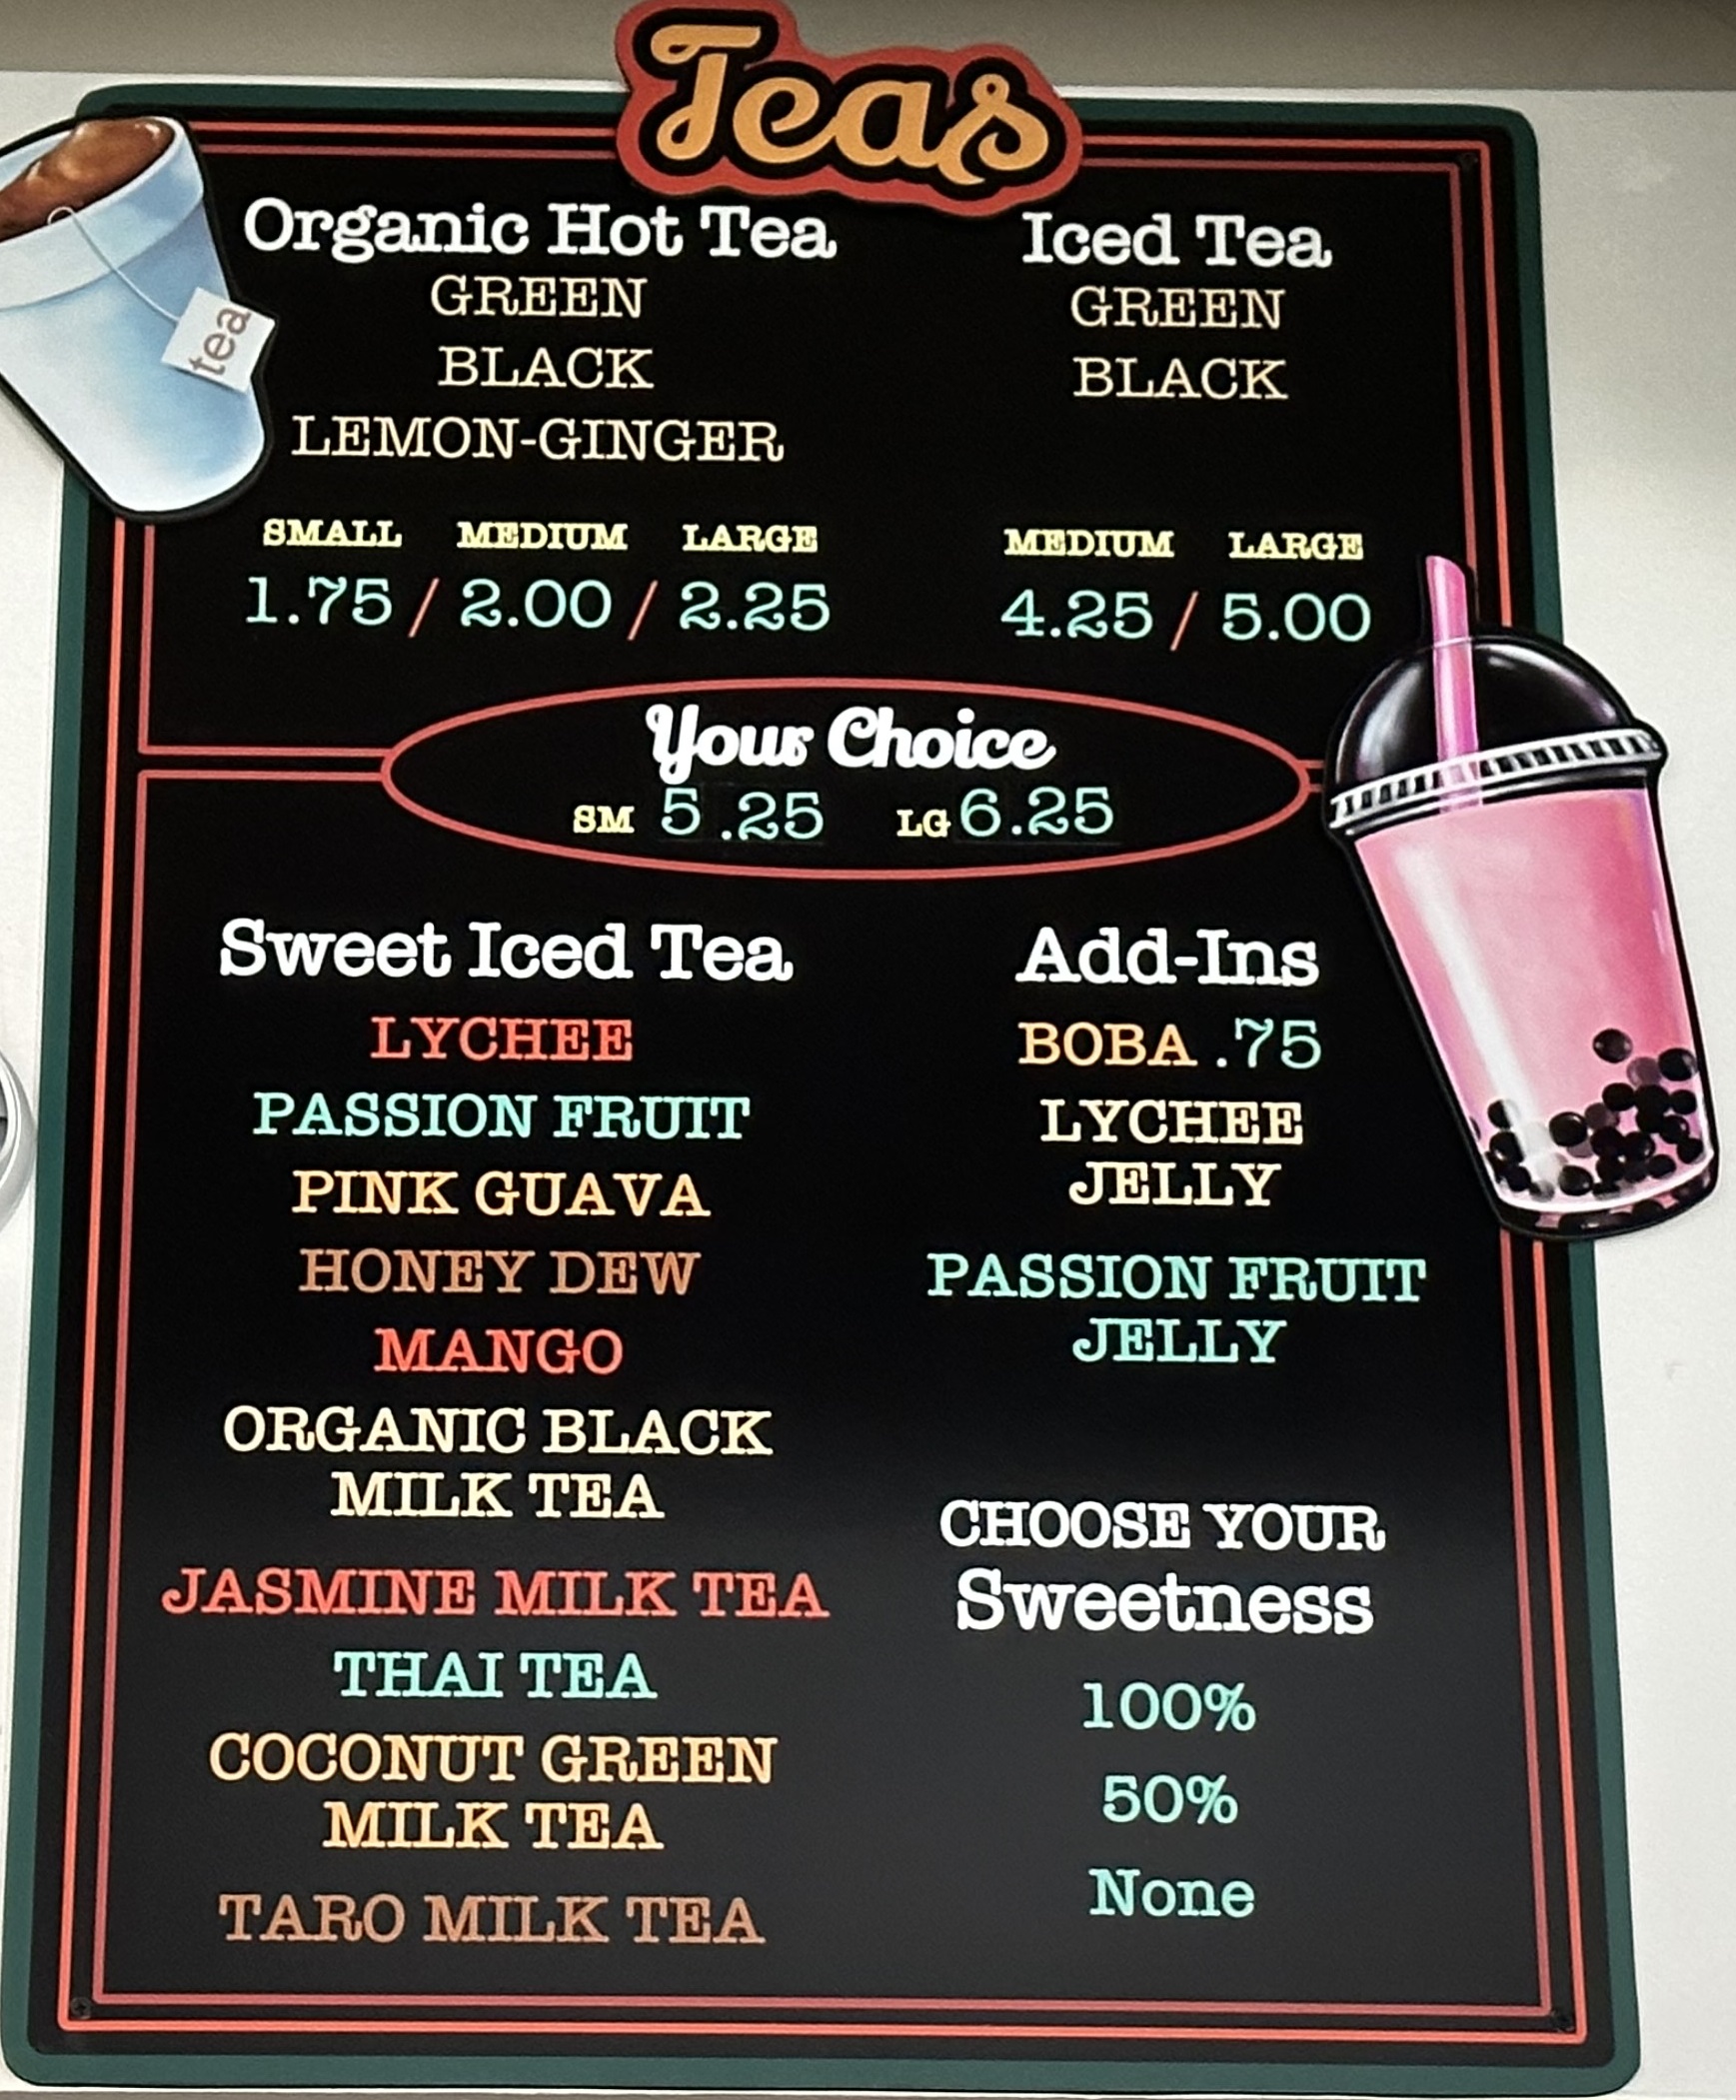 Teas
tea
Organic Hot Tea
GREEN
BLACK
LEMON-GINGER
SMALL MEDIUM LARGE
1.75 / 2.00 / 2.25
Iced Tea
GREEN
BLACK
MEDIUM LARGE
4.25 / 5.00
Your Choice
SM 5.25 LG 6.25
Sweet Iced Tea
LYCHEE
PASSION FRUIT
PINK GUAVA
HONEY DEW
MANGO
ORGANIC BLACK
MILK TEA
JASMINE MILK TEA
THAI TEA
COCONUT GREEN
MILK TEA
TARO MILK TEA
Add-Ins
BOBA .75
LYCHEE
JELLY
PASSION FRUIT
JELLY
CHOOSE YOUR
Sweetness
100%
50%
None